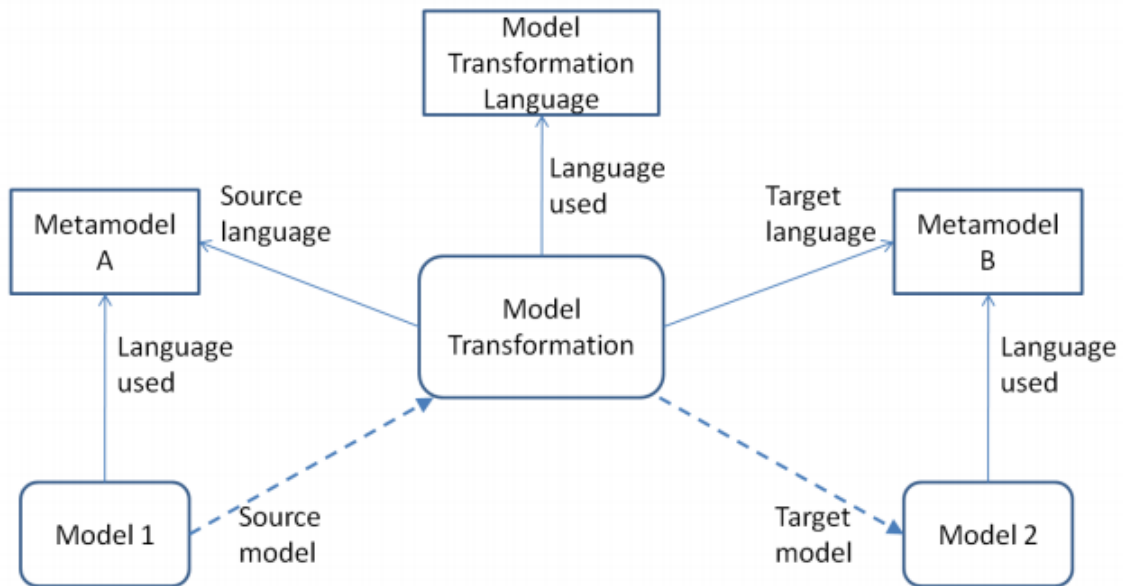 Model
Transformation
Language
Language
used
Source
language
Target
language
Metamodel
A
Metamodel
B
Model
Transformation
Language
used
Language
used
Model 1
Source
model
Target
model
Model 2